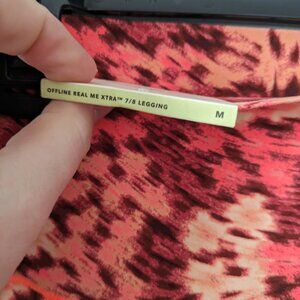 OFFLINE REAL ME XTRA™ 7/8 LEGGING M